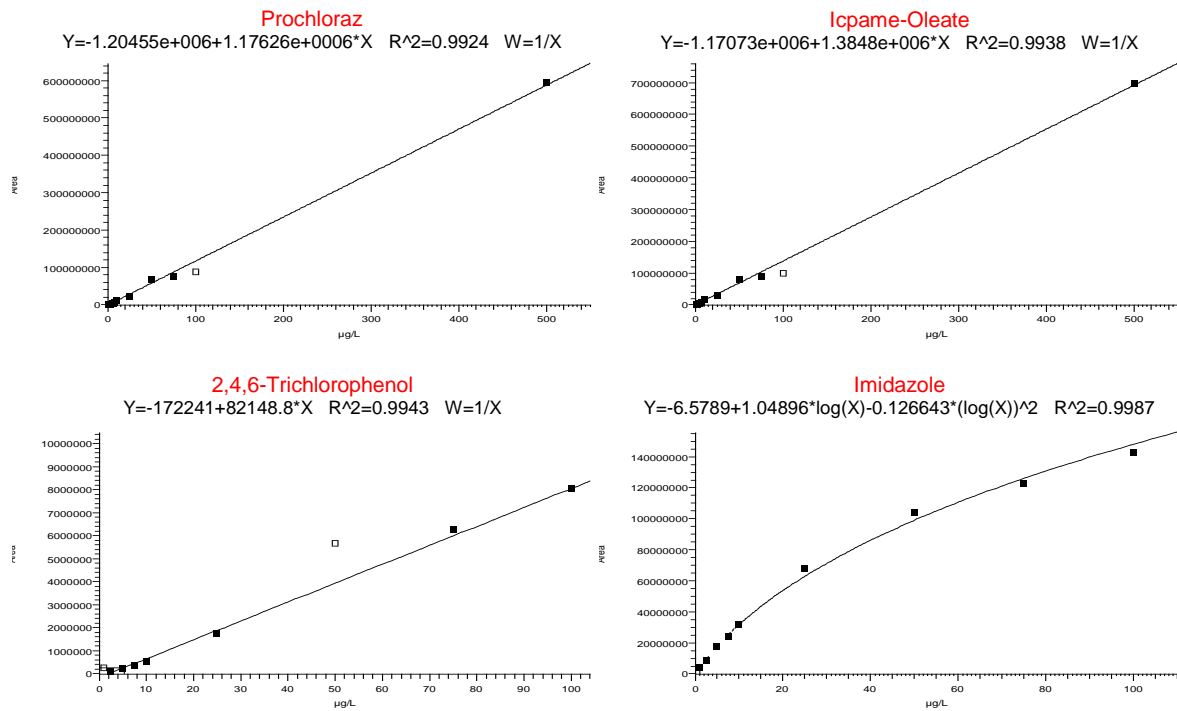 Prochloraz
Y=-1.20455e+006+1.17626e+0006*X R^2=0.9924 W=1/X
600000000
500000000
400000000
300000000
200000000
100000000
0
Area
0 100 200 300 400 500
µg/L
Icpame-Oleate
Y=-1.17073e+006+1.3848e+006*X R^2=0.9938 W=1/X
700000000
600000000
500000000
400000000
300000000
200000000
100000000
0
Area
0 100 200 300 400 500
µg/L
2,4,6-Trichlorophenol
Y=-172241+82148.8*X R^2=0.9943 W=1/X
10000000
9000000
8000000
7000000
6000000
5000000
4000000
3000000
2000000
1000000
0
Area
0 10 20 30 40 50 60 70 80 90 100
µg/L
Imidazole
Y=-6.5789+1.04896*log(X)-0.126643*(log(X))^2 R^2=0.9987
140000000
120000000
100000000
80000000
60000000
40000000
20000000
0
Area
0 20 40 60 80 100
µg/L